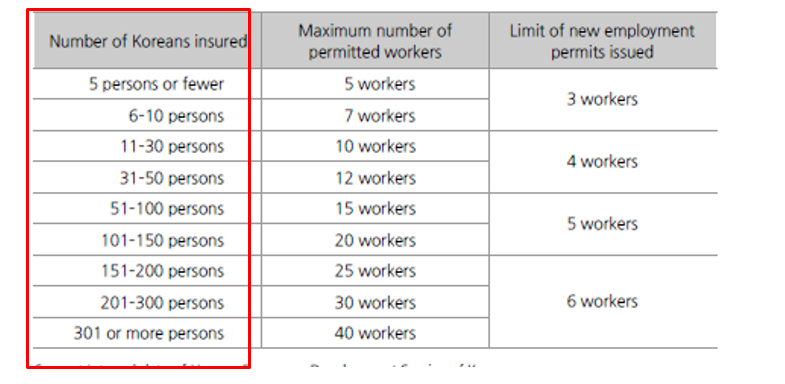 Number of Koreans insured
Maximum number of
permitted workers
Limit of new employment
permits issued
5 persons or fewer
5 workers
3 workers
6-10 persons
7 workers
11-30 persons
10 workers
4 workers
31-50 persons
12 workers
51-100 persons
15 workers
5 workers
101-150 persons
20 workers
151-200 persons
25 workers
6 workers
201-300 persons
30 workers
301 or more persons
40 workers